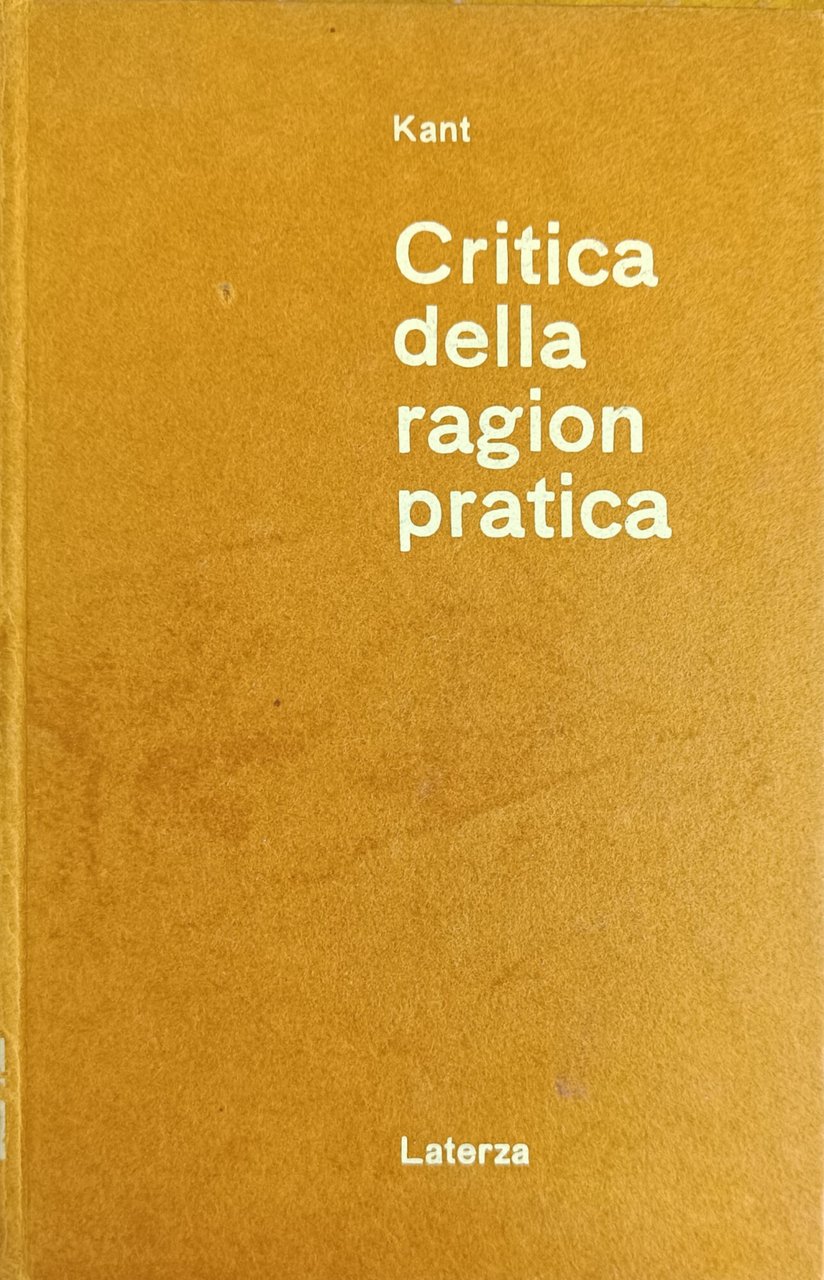 Kant
Critica
della
ragion
pratica
Laterza